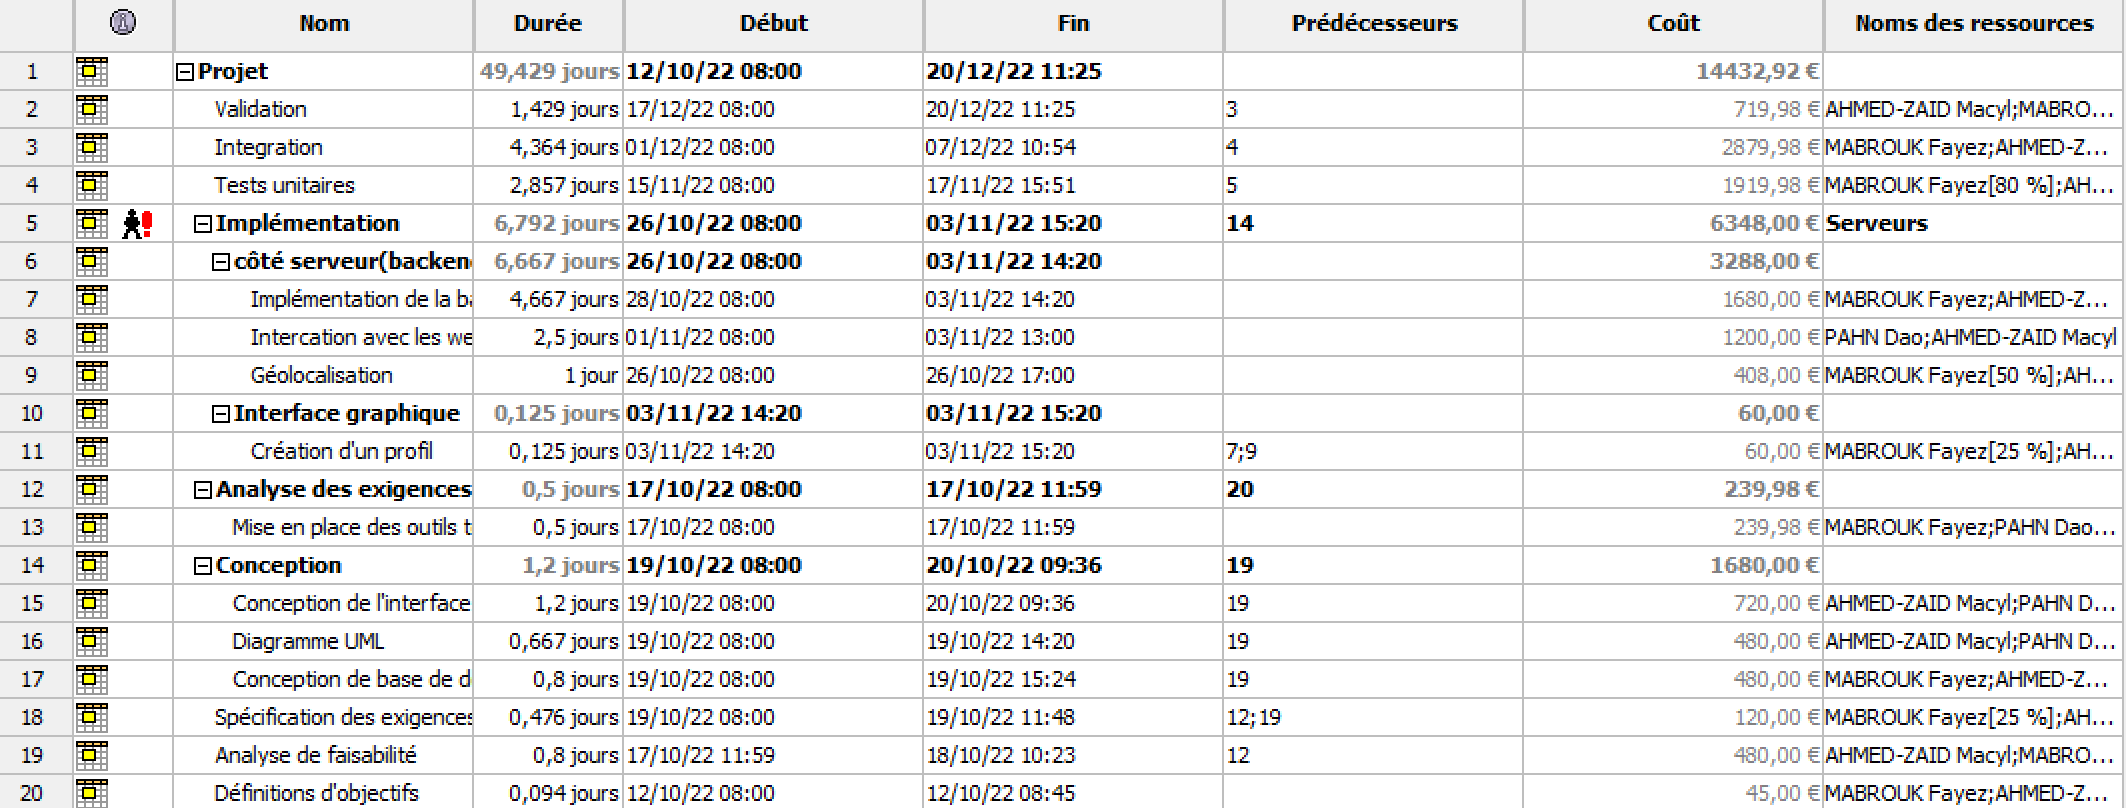 Nom Durée Début Fin Prédécesseurs Coût Noms des ressources
1 Projet 49,429 jours 12/10/22 08:00 20/12/22 11:25 14432,92 €
2 Validation 1,429 jours 17/12/22 08:00 20/12/22 11:25 3 719,98 € AHMED-ZAID Macyl;MABRO...
3 Integration 4,364 jours 01/12/22 08:00 07/12/22 10:54 4 2879,98 € MABROUK Fayez;AHMED-Z...
4 Tests unitaires 2,857 jours 15/11/22 08:00 17/11/22 15:51 5 1919,98 € MABROUK Fayez[80 %];AH...
5 Implémentation 6,792 jours 26/10/22 08:00 03/11/22 15:20 14 6348,00 € Serveurs
6 côté serveur(backen 6,667 jours 26/10/22 08:00 03/11/22 14:20 3288,00 €
7 Implémentation de la ba 4,667 jours 28/10/22 08:00 03/11/22 14:20 1680,00 € MABROUK Fayez;AHMED-Z...
8 Intercation avec les we 2,5 jours 01/11/22 08:00 03/11/22 13:00 1200,00 € PAHN Dao;AHMED-ZAID Macyl
9 Géolocalisation 1 jour 26/10/22 08:00 26/10/22 17:00 408,00 € MABROUK Fayez[50 %];AH...
10 Interface graphique 0,125 jours 03/11/22 14:20 03/11/22 15:20 60,00 €
11 Création d'un profil 0,125 jours 03/11/22 14:20 03/11/22 15:20 7;9 60,00 € MABROUK Fayez[25 %];AH...
12 Analyse des exigences 0,5 jours 17/10/22 08:00 17/10/22 11:59 20 239,98 €
13 Mise en place des outils t 0,5 jours 17/10/22 08:00 17/10/22 11:59 239,98 € MABROUK Fayez;PAHN Dao...
14 Conception 1,2 jours 19/10/22 08:00 20/10/22 09:36 19 1680,00 €
15 Conception de l'interface 1,2 jours 19/10/22 08:00 20/10/22 09:36 19 720,00 € AHMED-ZAID Macyl;PAHN D...
16 Diagramme UML 0,667 jours 19/10/22 08:00 19/10/22 14:20 19 480,00 € AHMED-ZAID Macyl;PAHN D...
17 Conception de base de d 0,8 jours 19/10/22 08:00 19/10/22 15:24 19 480,00 € MABROUK Fayez;AHMED-Z...
18 Spécification des exigences 0,476 jours 19/10/22 08:00 19/10/22 11:48 12;19 120,00 € MABROUK Fayez[25 %];AH...
19 Analyse de faisabilité 0,8 jours 17/10/22 11:59 18/10/22 10:23 12 480,00 € AHMED-ZAID Macyl;MABRO...
20 Définitions d'objectifs 0,094 jours 12/10/22 08:00 12/10/22 08:45 45,00 € MABROUK Fayez;AHMED-Z...